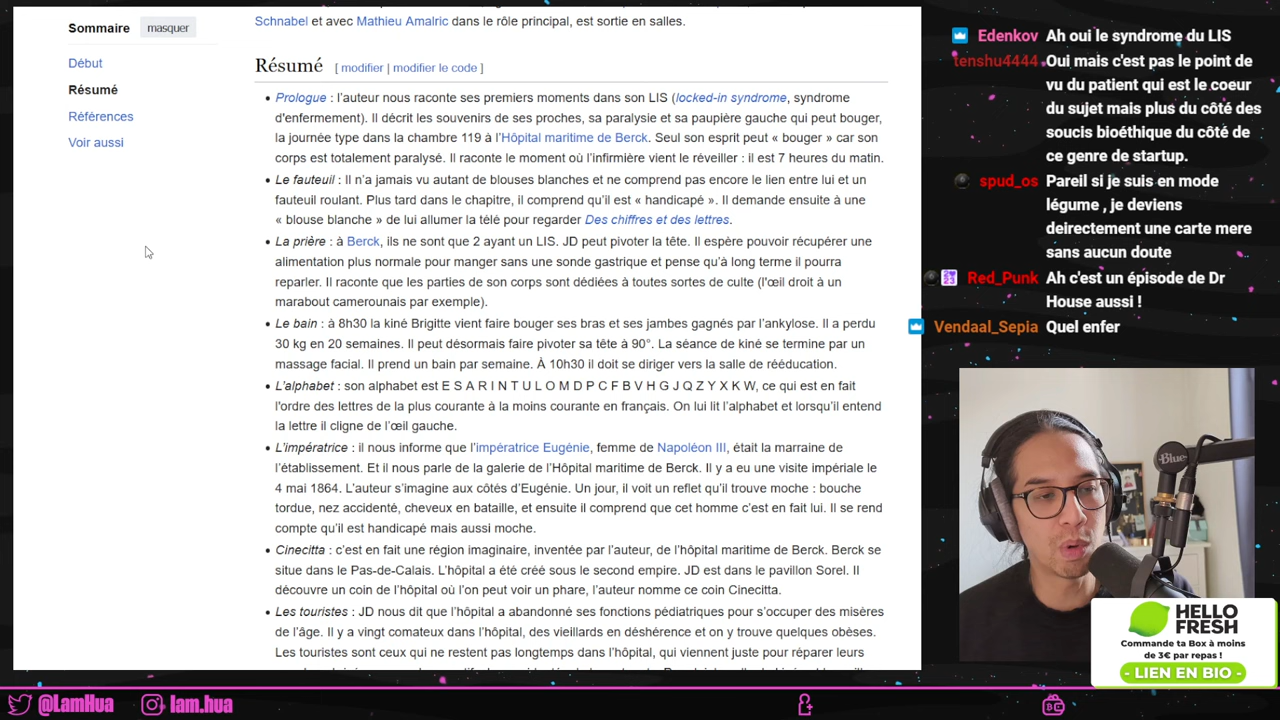 Schnabel et avec Mathieu Amalric dans le rôle principal, est sortie en salles.
Sommaire masquer
Début
Résumé
Références
Voir aussi
Résumé [ modifier | modifier le code ]
Prologue : l'auteur nous raconte ses premiers moments dans son LIS (locked-in syndrome, syndrome
d'enfermement). Il décrit les souvenirs de ses proches, sa paralysie et sa paupière gauche qui peut bouger,
la journée type dans la chambre 119 à l'Hôpital maritime de Berck. Seul son esprit peut « bouger » car son
corps est totalement paralysé. Il raconte le moment où l'infirmière vient le réveiller : il est 7 heures du matin.
Le fauteuil : Il n'a jamais vu autant de blouses blanches et ne comprend pas encore le lien entre lui et un
fauteuil roulant. Plus tard dans le chapitre, il comprend qu'il est « handicapé ». Il demande ensuite à une
« blouse blanche » de lui allumer la télé pour regarder Des chiffres et des lettres.
La prière : à Berck, ils ne sont que 2 ayant un LIS. JD peut pivoter la tête. Il espère pouvoir récupérer une
alimentation plus normale pour manger sans une sonde gastrique et pense qu'à long terme il pourra
reparler. Il raconte que les parties de son corps sont dédiées à toutes sortes de culte (l'œil droit à un
marabout camerounais par exemple).
Le bain : à 8h30 la kiné Brigitte vient faire bouger ses bras et ses jambes gagnés par l'ankylose. Il a perdu
30 kg en 20 semaines. Il peut désormais faire pivoter sa tête à 90°. La séance de kiné se termine par un
massage facial. Il prend un bain par semaine. À 10h30 il doit se diriger vers la salle de rééducation.
L'alphabet : son alphabet est E S A R I N T U L O M D P C F B V H G J Q Z Y X K W, ce qui est en fait
l'ordre des lettres de la plus courante à la moins courante en français. On lui lit l'alphabet et lorsqu'il entend
la lettre il cligne de l'œil gauche.
L'impératrice : il nous informe que l'impératrice Eugénie, femme de Napoléon III, était la marraine de
l'établissement. Et il nous parle de la galerie de l'Hôpital maritime de Berck. Il y a eu une visite impériale le
4 mai 1864. L'auteur s'imagine aux côtés d'Eugénie. Un jour, il voit un reflet qu'il trouve moche : bouche
tordue, nez accidenté, cheveux en bataille, et ensuite il comprend que cet homme c'est en fait lui. Il se rend
compte qu'il est handicapé mais aussi moche.
Cinecitta : c'est en fait une région imaginaire, inventée par l'auteur, de l'hôpital maritime de Berck. Berck se
situe dans le Pas-de-Calais. L'hôpital a été créé sous le second empire. JD est dans le pavillon Sorel. Il
découvre un coin de l'hôpital où l'on peut voir un phare, l'auteur nomme ce coin Cinecitta.
Les touristes : JD nous dit que l'hôpital a abandonné ses fonctions pédiatriques pour s'occuper des misères
de l'âge. Il y a vingt comateux dans l'hôpital, des vieillards en déshérence et on y trouve quelques obèses.
Les touristes sont ceux qui ne restent pas longtemps dans l'hôpital, qui viennent juste pour réparer leurs
Edenkov Ah oui le syndrome du LIS
tenshu4444 Oui mais c'est pas le point de
vu du patient qui est le coeur
du sujet mais plus du côté des
soucis bioéthique du côté de
ce genre de startup.
spud_os Pareil si je suis en mode
légume , je deviens
deirectement une carte mere
sans aucun doute
Red_Punk Ah c'est un épisode de Dr
House aussi !
Vendaal_Sepia Quel enfer
Blue
HELLO
FRESH
Commande ta Box à moins
de 3€ par repas !
- LIEN EN BIO -
@LamHua
lam.hua